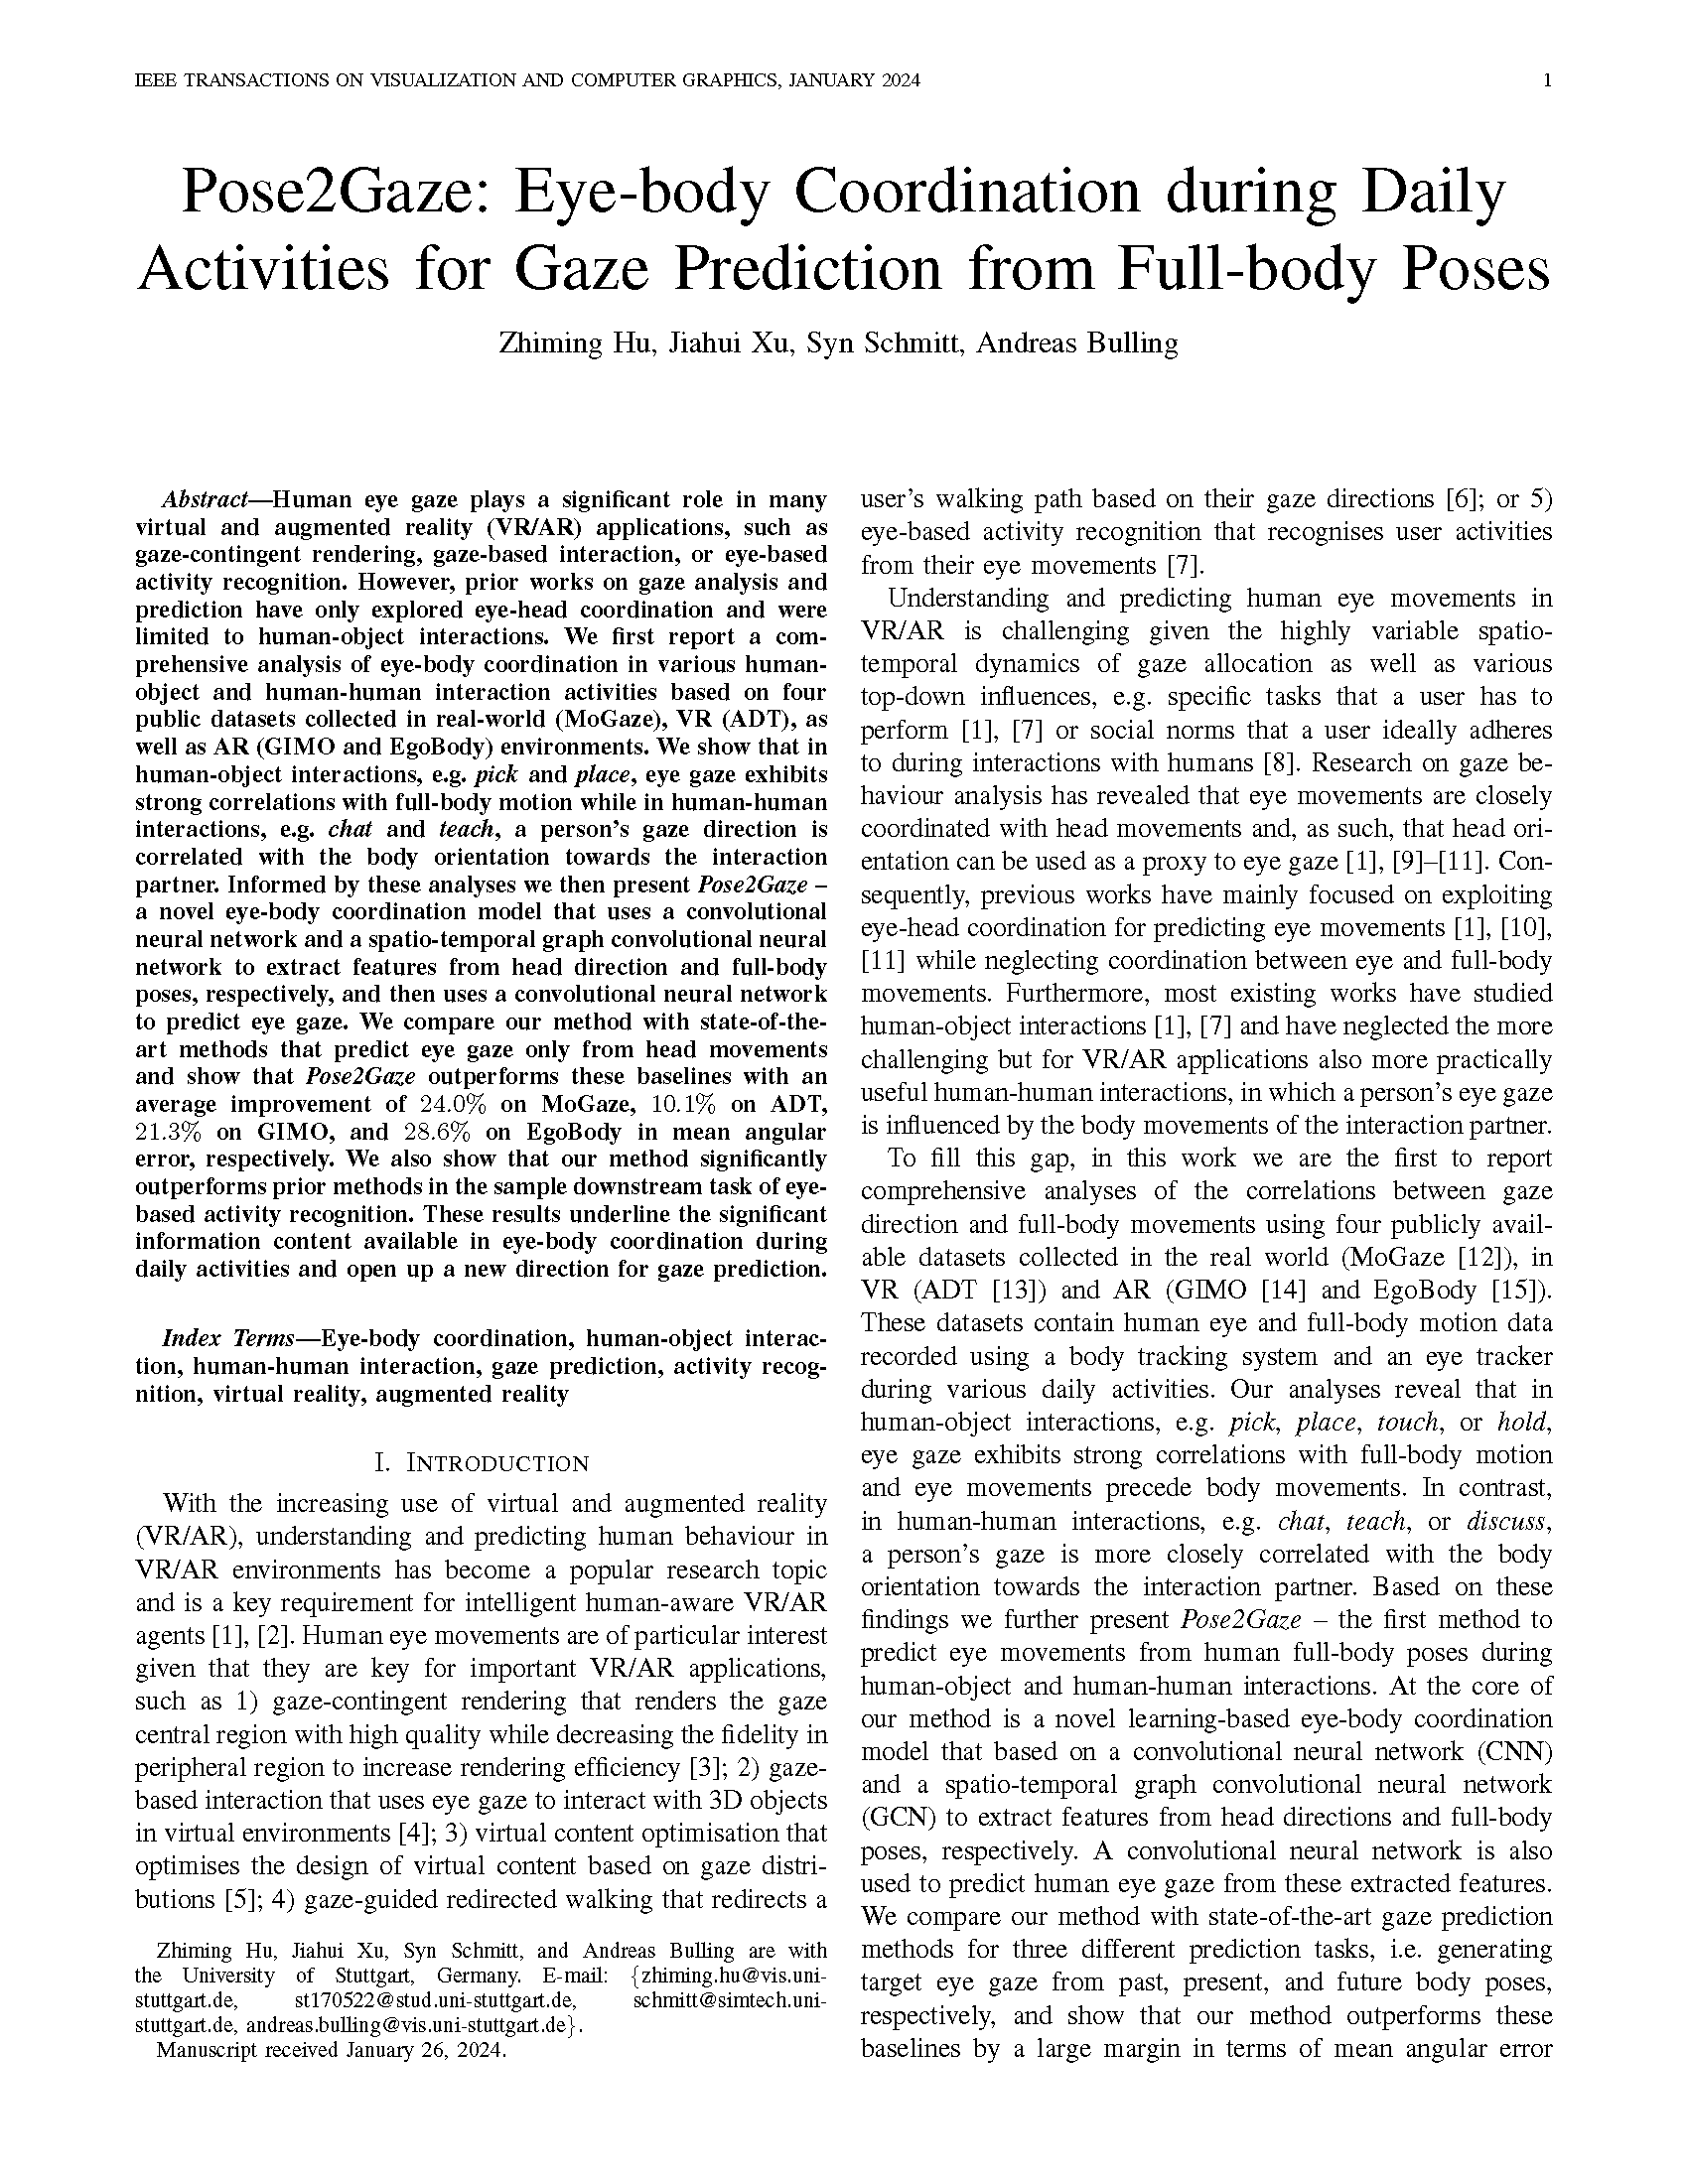 IEEE TRANSACTIONS ON VISUALIZATION AND COMPUTER GRAPHICS, JANUARY 2024 1
Pose2Gaze: Eye-body Coordination during Daily
Activities for Gaze Prediction from Full-body Poses
Zhiming Hu, Jiahui Xu, Syn Schmitt, Andreas Bulling
Abstract—Human eye gaze plays a significant role in many
virtual and augmented reality (VR/AR) applications, such as
gaze-contingent rendering, gaze-based interaction, or eye-based
activity recognition. However, prior works on gaze analysis and
prediction have only explored eye-head coordination and were
limited to human-object interactions. We first report a com-
prehensive analysis of eye-body coordination in various human-
object and human-human interaction activities based on four
public datasets collected in real-world (MoGaze), VR (ADT), as
well as AR (GIMO and EgoBody) environments. We show that in
human-object interactions, e.g. pick and place, eye gaze exhibits
strong correlations with full-body motion while in human-human
interactions, e.g. chat and teach, a person's gaze direction is
correlated with the body orientation towards the interaction
partner. Informed by these analyses we then present Pose2Gaze –
a novel eye-body coordination model that uses a convolutional
neural network and a spatio-temporal graph convolutional neural
network to extract features from head direction and full-body
poses, respectively, and then uses a convolutional neural network
to predict eye gaze. We compare our method with state-of-the-
art methods that predict eye gaze only from head movements
and show that Pose2Gaze outperforms these baselines with an
average improvement of 24.0% on MoGaze, 10.1% on ADT,
21.3% on GIMO, and 28.6% on EgoBody in mean angular
error, respectively. We also show that our method significantly
outperforms prior methods in the sample downstream task of eye-
based activity recognition. These results underline the significant
information content available in eye-body coordination during
daily activities and open up a new direction for gaze prediction.
Index Terms—Eye-body coordination, human-object interac-
tion, human-human interaction, gaze prediction, activity recog-
nition, virtual reality, augmented reality
I. INTRODUCTION
With the increasing use of virtual and augmented reality
(VR/AR), understanding and predicting human behaviour in
VR/AR environments has become a popular research topic
and is a key requirement for intelligent human-aware VR/AR
agents [1], [2]. Human eye movements are of particular interest
given that they are key for important VR/AR applications,
such as 1) gaze-contingent rendering that renders the gaze
central region with high quality while decreasing the fidelity in
peripheral region to increase rendering efficiency [3]; 2) gaze-
based interaction that uses eye gaze to interact with 3D objects
in virtual environments [4]; 3) virtual content optimisation that
optimises the design of virtual content based on gaze distri-
butions [5]; 4) gaze-guided redirected walking that redirects a
Zhiming Hu, Jiahui Xu, Syn Schmitt, and Andreas Bulling are with
the University of Stuttgart, Germany. E-mail: {zhiming.hu@vis.uni-
stuttgart.de, st170522@stud.uni-stuttgart.de, schmitt@simtech.uni-
stuttgart.de, andreas.bulling@vis.uni-stuttgart.de}.
Manuscript received January 26, 2024.
user's walking path based on their gaze directions [6]; or 5)
eye-based activity recognition that recognises user activities
from their eye movements [7].
Understanding and predicting human eye movements in
VR/AR is challenging given the highly variable spatio-
temporal dynamics of gaze allocation as well as various
top-down influences, e.g. specific tasks that a user has to
perform [1], [7] or social norms that a user ideally adheres
to during interactions with humans [8]. Research on gaze be-
haviour analysis has revealed that eye movements are closely
coordinated with head movements and, as such, that head ori-
entation can be used as a proxy to eye gaze [1], [9]–[11]. Con-
sequently, previous works have mainly focused on exploiting
eye-head coordination for predicting eye movements [1], [10],
[11] while neglecting coordination between eye and full-body
movements. Furthermore, most existing works have studied
human-object interactions [1], [7] and have neglected the more
challenging but for VR/AR applications also more practically
useful human-human interactions, in which a person's eye gaze
is influenced by the body movements of the interaction partner.
To fill this gap, in this work we are the first to report
comprehensive analyses of the correlations between gaze
direction and full-body movements using four publicly avail-
able datasets collected in the real world (MoGaze [12]), in
VR (ADT [13]) and AR (GIMO [14] and EgoBody [15]).
These datasets contain human eye and full-body motion data
recorded using a body tracking system and an eye tracker
during various daily activities. Our analyses reveal that in
human-object interactions, e.g. pick, place, touch, or hold,
eye gaze exhibits strong correlations with full-body motion
and eye movements precede body movements. In contrast,
in human-human interactions, e.g. chat, teach, or discuss,
a person's gaze is more closely correlated with the body
orientation towards the interaction partner. Based on these
findings we further present Pose2Gaze – the first method to
predict eye movements from human full-body poses during
human-object and human-human interactions. At the core of
our method is a novel learning-based eye-body coordination
model that based on a convolutional neural network (CNN)
and a spatio-temporal graph convolutional neural network
(GCN) to extract features from head directions and full-body
poses, respectively. A convolutional neural network is also
used to predict human eye gaze from these extracted features.
We compare our method with state-of-the-art gaze prediction
methods for three different prediction tasks, i.e. generating
target eye gaze from past, present, and future body poses,
respectively, and show that our method outperforms these
baselines by a large margin in terms of mean angular error